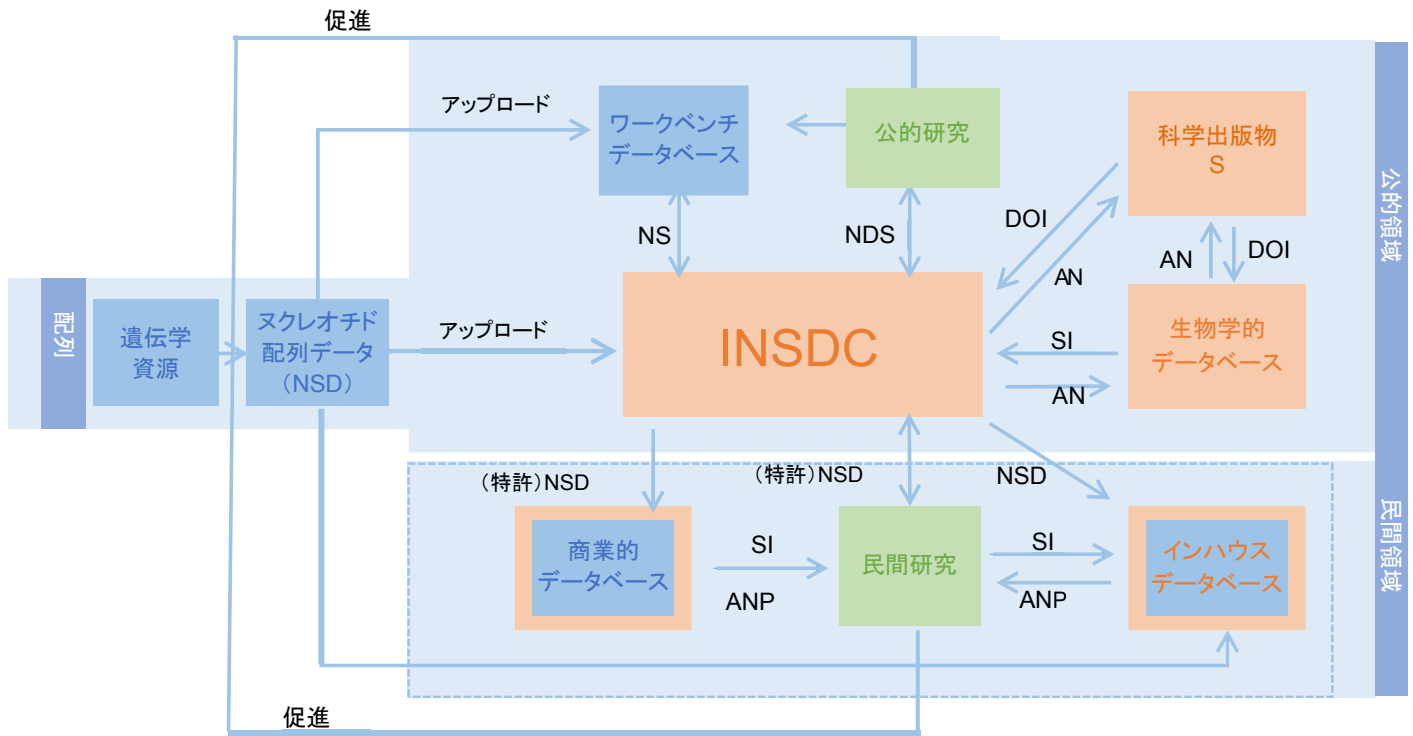 促進
アップロード
ワークベンチ
データベース
公的研究
科学出版物
S
公的領域
NS
NDS
DOI
AN
AN
DOI
配列
遺伝学
資源
ヌクレオチド
配列データ
（NSD）
アップロード
INSDC
SI
AN
生物学的
データベース
（特許）NSD
（特許）NSD
NSD
民間領域
商業的
データベース
SI
ANP
民間研究
SI
ANP
インハウス
データベース
促進